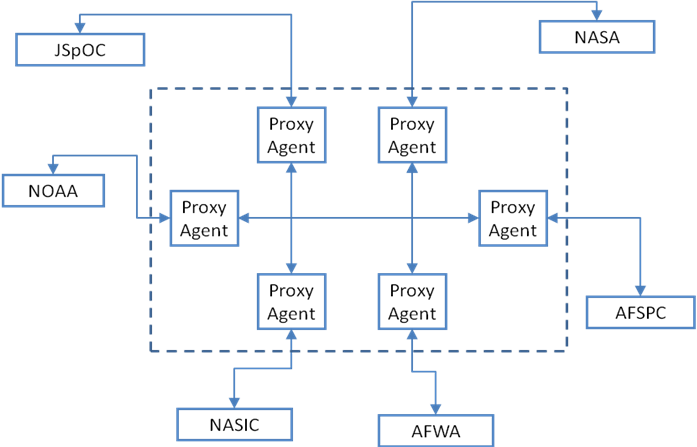 NASA
JSpOC
Proxy
Agent
Proxy
Agent
NOAA
Proxy
Agent
Proxy
Agent
Proxy
Agent
Proxy
Agent
AFSPC
NASIC
AFWA